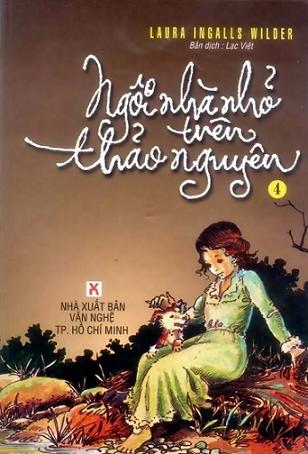 LAURA INGALLS WILDER
Bản dịch : Lạc Việt
Ngôi nhà nhỏ
trên
thảo nguyên
4
NHÀ XUẤT BẢN
VĂN NGHỆ
TP. HỒ CHÍ MINH